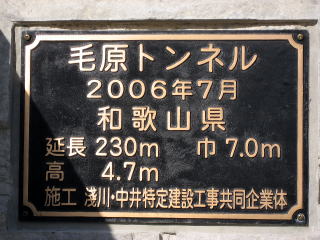 毛原トンネル
2006年7月
和歌山県
延長 230m 巾 7.0m
高 4.7m
施工 淺川・中井特定建設工事共同企業体